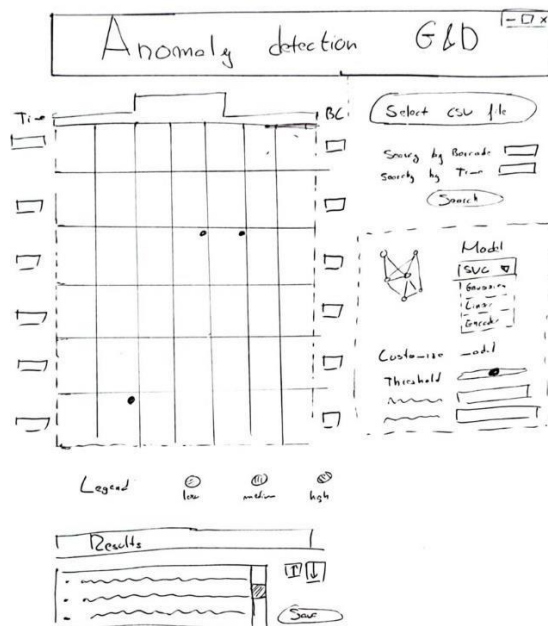 Anomaly detection G&D
Time
BC
Select CSV file
Search by Barcode
Search by Time
Search
Model
SVC
Gaussian
Linear
Encoder
Customize model
Threshold
Legend
low medium high
Results
Save